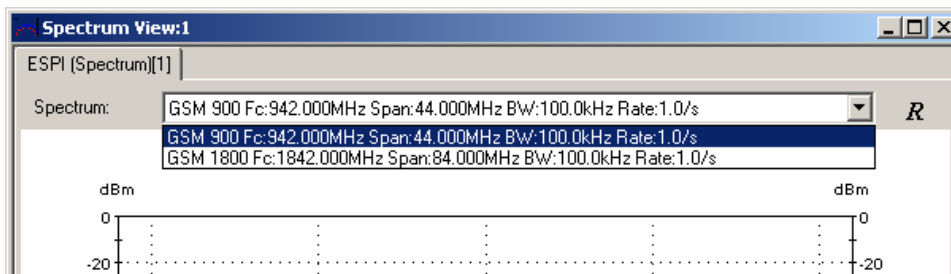 Spectrum View:1
ESPI (Spectrum)[1]
Spectrum: GSM 900 Fc:942.000MHz Span:44.000MHz BW:100.0kHz Rate:1.0/s R
GSM 900 Fc:942.000MHz Span:44.000MHz BW:100.0kHz Rate:1.0/s
GSM 1800 Fc:1842.000MHz Span:84.000MHz BW:100.0kHz Rate:1.0/s
dBm dBm
0 0
-20 -20